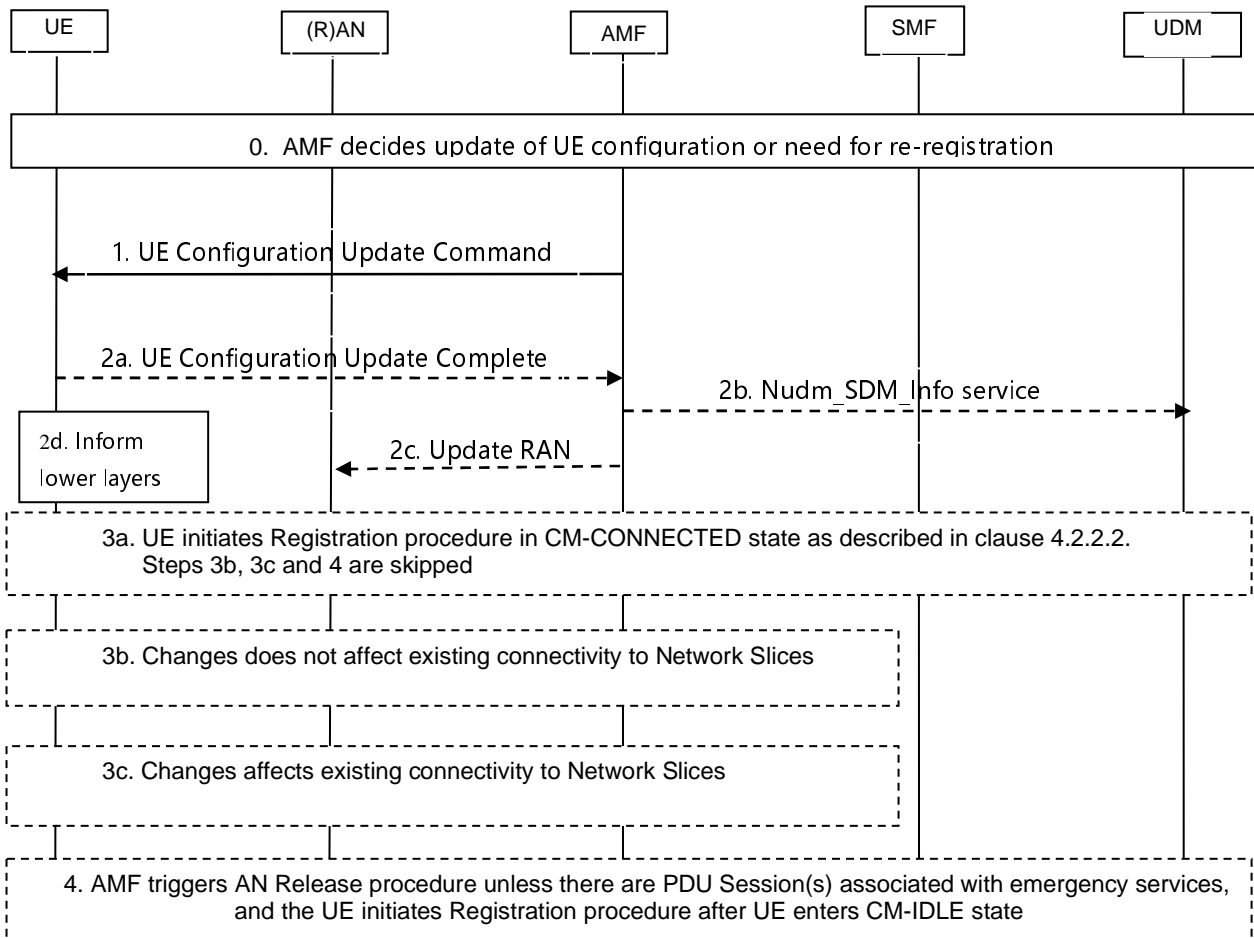 UE
(R)AN
AMF
SMF
UDM
0. AMF decides update of UE configuration or need for re-registration
1. UE Configuration Update Command
2a. UE Configuration Update Complete
2b. Nudm_SDM_Info service
2c. Update RAN
2d. Inform
lower layers
3a. UE initiates Registration procedure in CM-CONNECTED state as described in clause 4.2.2.2.
Steps 3b, 3c and 4 are skipped
3b. Changes does not affect existing connectivity to Network Slices
3c. Changes affects existing connectivity to Network Slices
4. AMF triggers AN Release procedure unless there are PDU Session(s) associated with emergency services,
and the UE initiates Registration procedure after UE enters CM-IDLE state